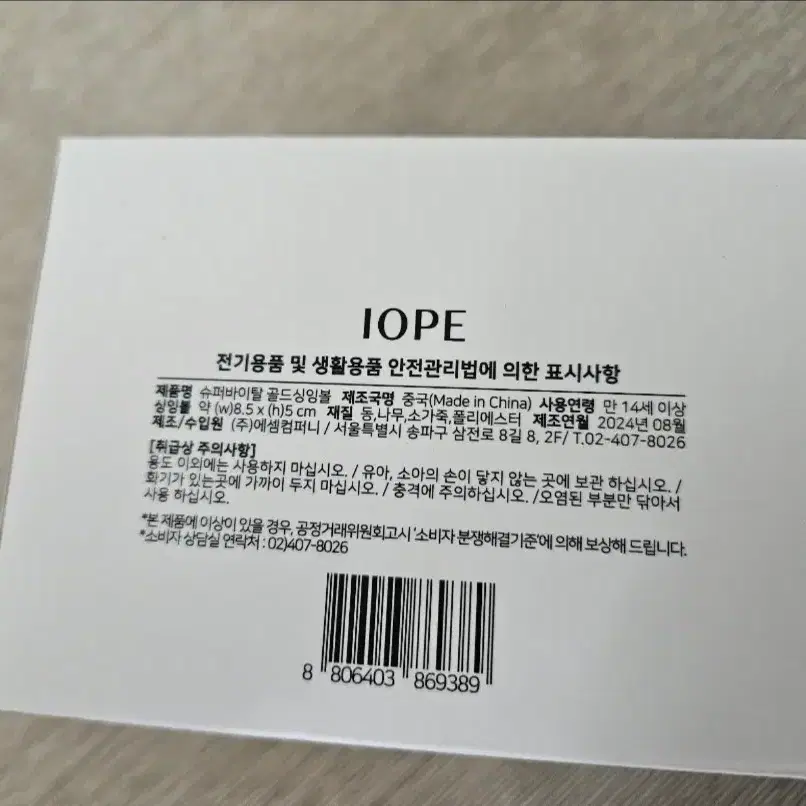 IOPE
전기용품 및 생활용품 안전관리법에 의한 표시사항
제품명 슈퍼바이탈 골드싱잉볼 제조국명 중국(Made in China) 사용연령 만 14세 이상
싱잉볼 약 (w)8.5 x (h)5 cm 재질 동,나무,소가죽,폴리에스터 제조연월 2024년 08월
제조/수입원 (주)에셈컴퍼니 / 서울특별시 송파구 삼전로 8길 8, 2F/ T.02-407-8026
[취급상 주의사항]
용도 이외에는 사용하지 마십시오. / 유아, 소아의 손이 닿지 않는 곳에 보관 하십시오. /
화기가 있는곳에 가까이 두지 마십시오. / 충격에 주의하십시오. /오염된 부분만 닦아서
사용 하십시오.
*본 제품에 이상이 있을 경우, 공정거래위원회고시 '소비자 분쟁해결기준'에 의해 보상해 드립니다.
*소비자 상담실 연락처 : 02)407-8026
8 806403 869389